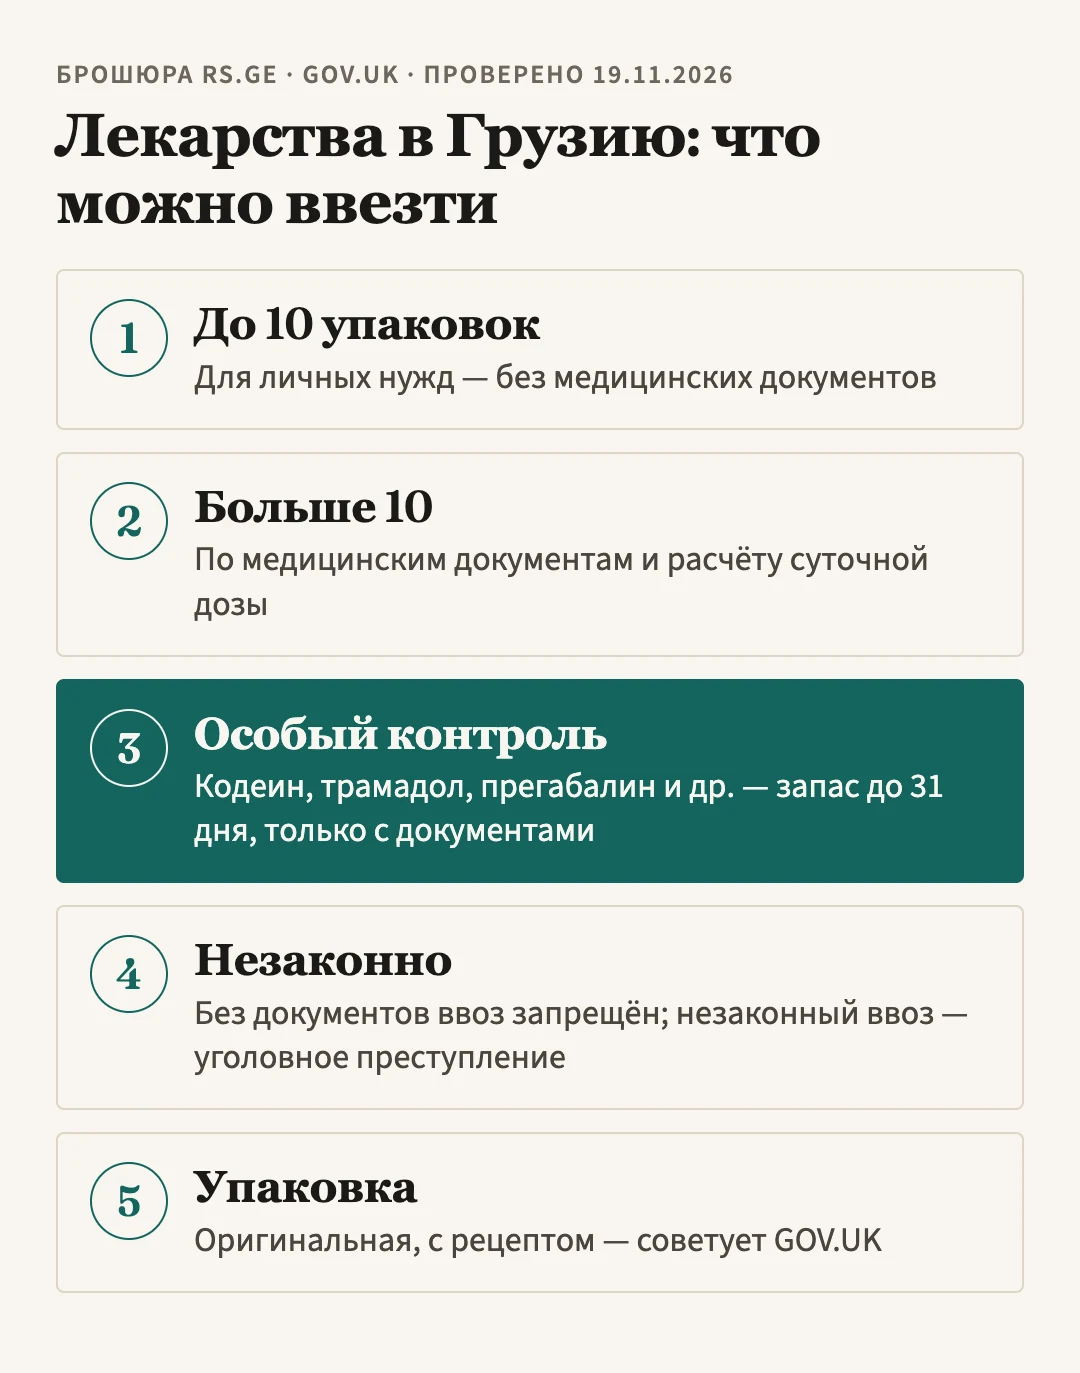 БРОШЮРА RS.GE · GOV.UK · ПРОВЕРЕНО 19.11.2026
Лекарства в Грузию: что
можно ввезти
1
До 10 упаковок
Для личных нужд — без медицинских документов
2
Больше 10
По медицинским документам и расчёту суточной
дозы
3
Особый контроль
Кодеин, трамадол, прегабалин и др. — запас до 31
дня, только с документами
4
Незаконно
Без документов ввоз запрещён; незаконный ввоз —
уголовное преступление
5
Упаковка
Оригинальная, с рецептом — советует GOV.UK